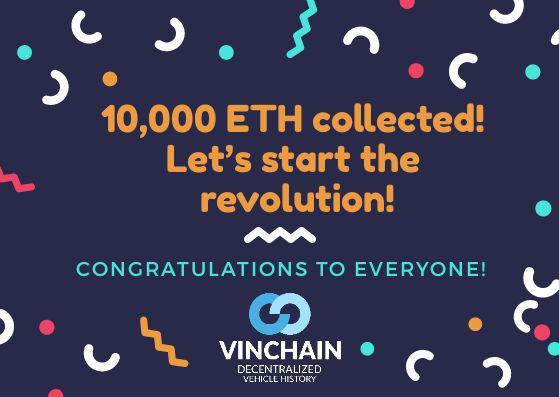 10,000 ETH collected!
Let’s start the
revolution!
CONGRATULATIONS TO EVERYONE!
VINCHAIN
DECENTRALIZED
VEHICLE HISTORY